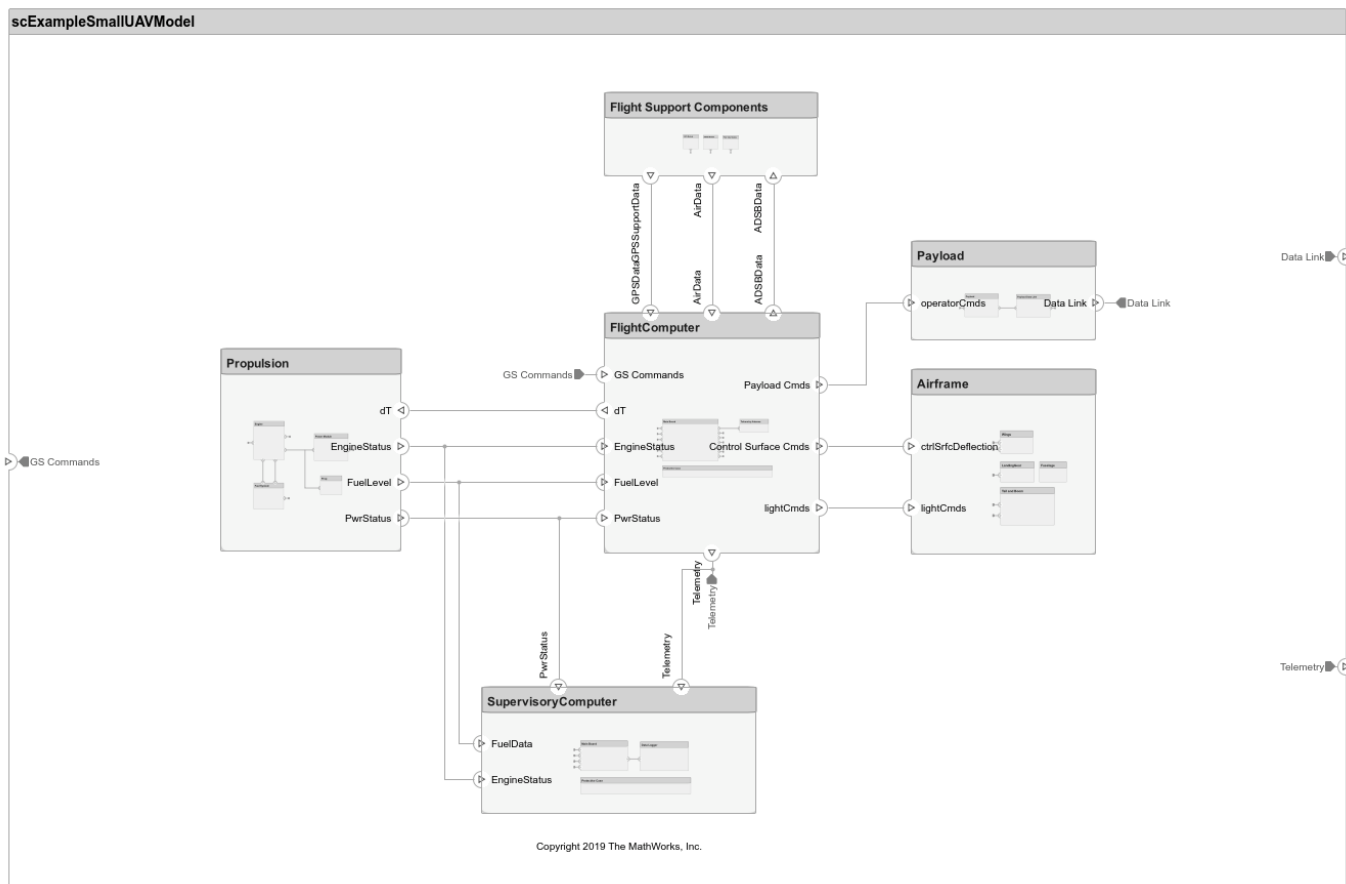 scExampleSmallUAVModel
Flight Support Components
GPSSupportData
AirData
ADSBData
GPSData
AirData
ADSBData
Payload
operatorCmds
Data Link
Data Link
Data Link
FlightComputer
GS Commands
GS Commands
Payload Cmds
dT
EngineStatus
Control Surface Cmds
FuelLevel
lightCmds
PwrStatus
Telemetry
Telemetry
Propulsion
dT
EngineStatus
FuelLevel
PwrStatus
Airframe
ctrlSrfcDeflection
lightCmds
GS Commands
PwrStatus
Telemetry
Telemetry
SupervisoryComputer
FuelData
EngineStatus
Copyright 2019 The MathWorks, Inc.